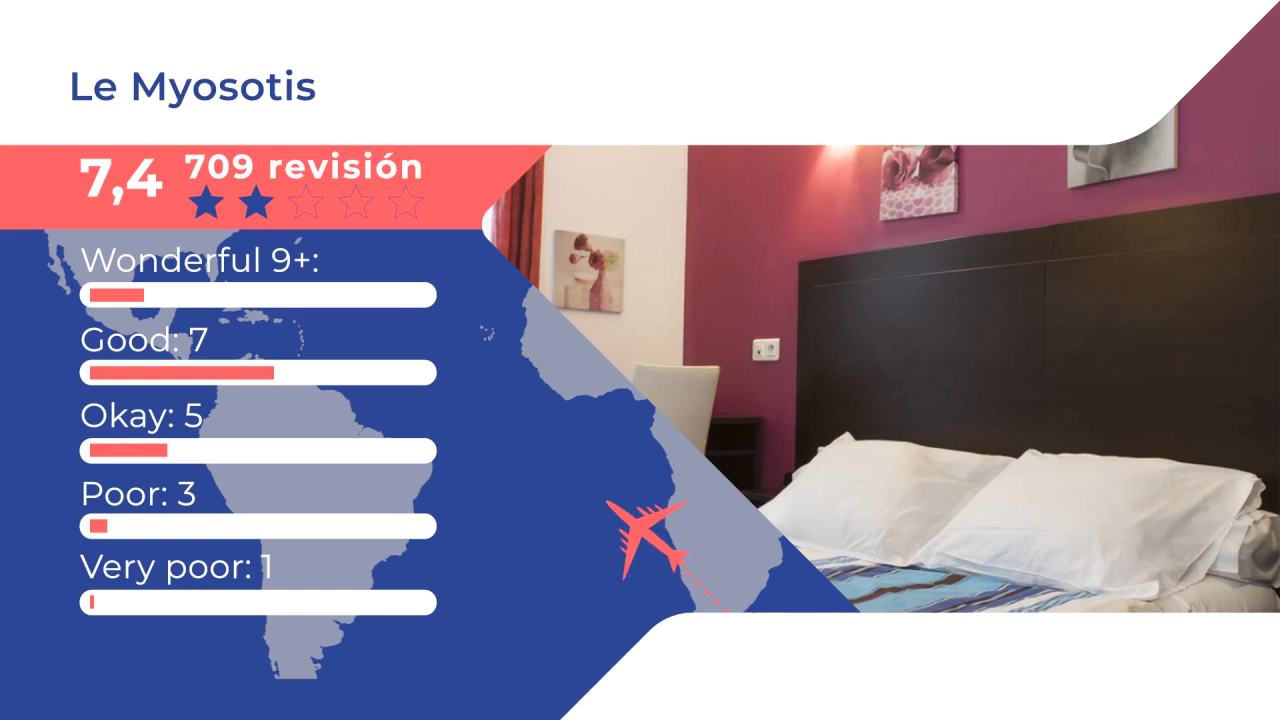 Le Myosotis
7,4
709 revisión
Wonderful 9+:
Good: 7
Okay: 5
Poor: 3
Very poor: 1